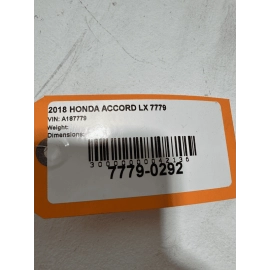 2018 HONDA ACCORD LX 7779
VIN: A187779
Weight:
Dimensions:
7779-0292